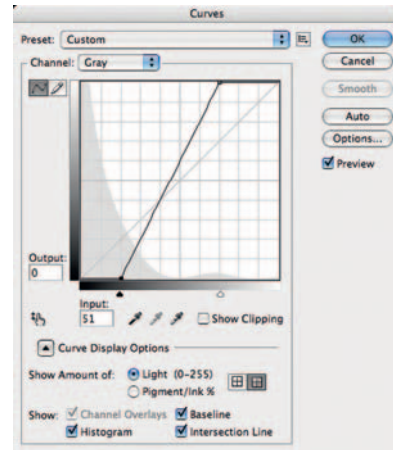 Curves
Preset: Custom
OK
Channel: Gray
Cancel
Smooth
Auto
Options...
Preview
Output:
0
Input:
51
Show Clipping
Curve Display Options
Show Amount of: Light (0-255)
Pigment/Ink %
Show: Channel Overlays Baseline
Histogram Intersection Line